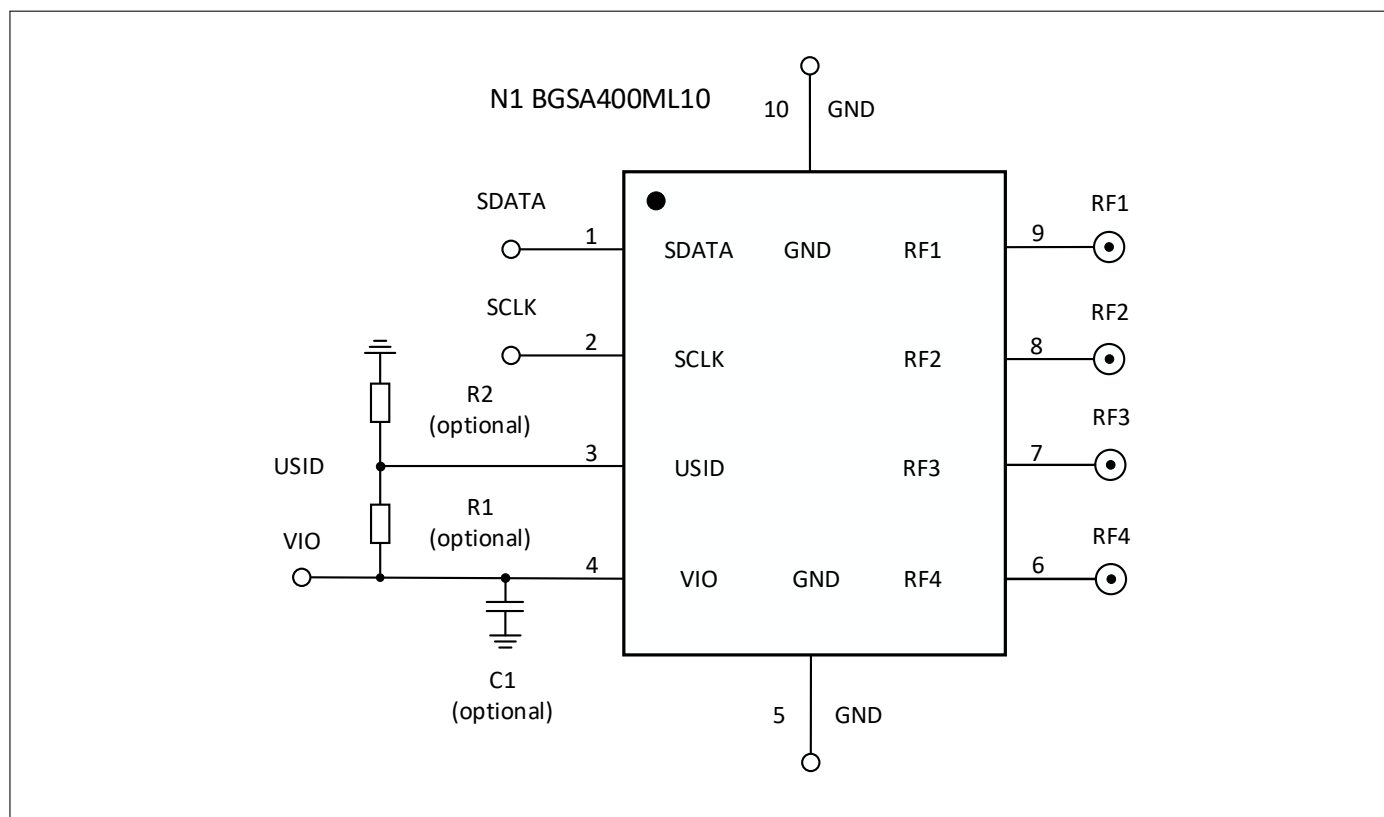 N1 BGSA400ML10
10 GND
SDATA
1
SDATA GND RF1
9
RF1
SCLK
2
SCLK
RF2
8
RF2
R2
(optional)
USID
3
USID
RF3
7
RF3
R1
(optional)
VIO
4
VIO GND RF4
6
RF4
C1
(optional)
5 GND